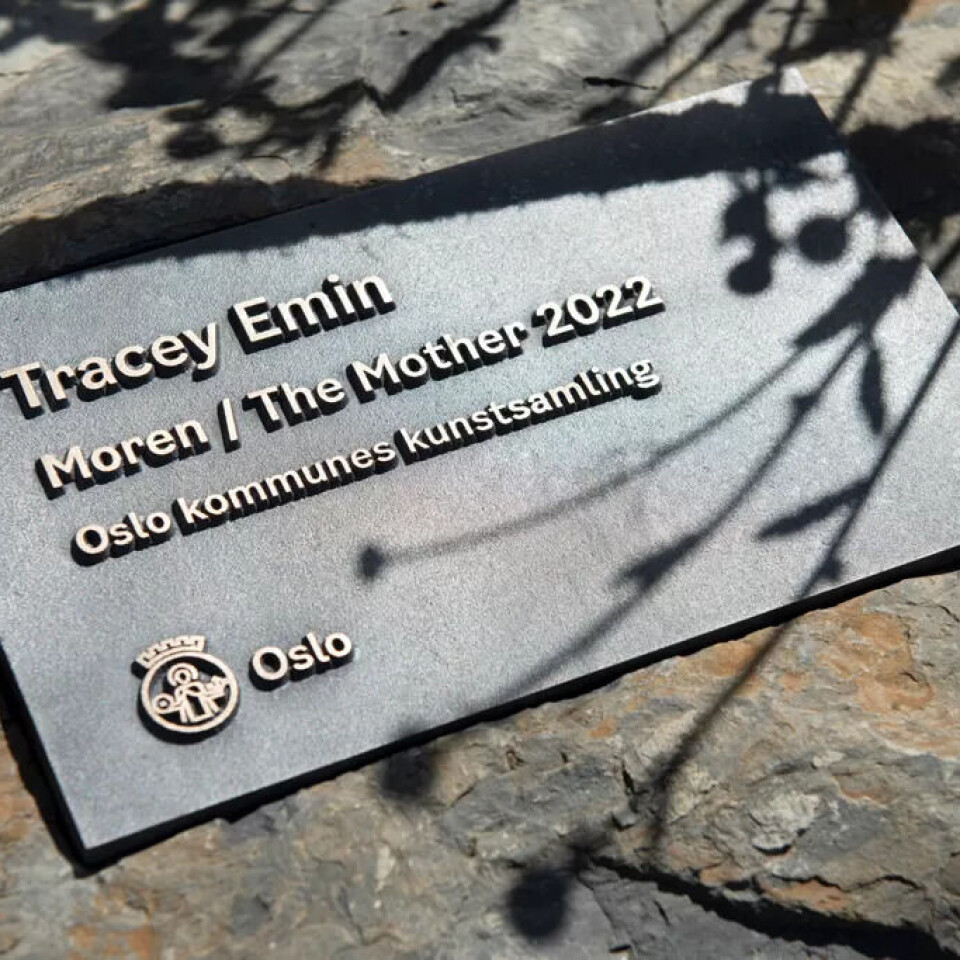 Tracey Emin
Moren / The Mother 2022
Oslo kommunes kunstsamling
Oslo